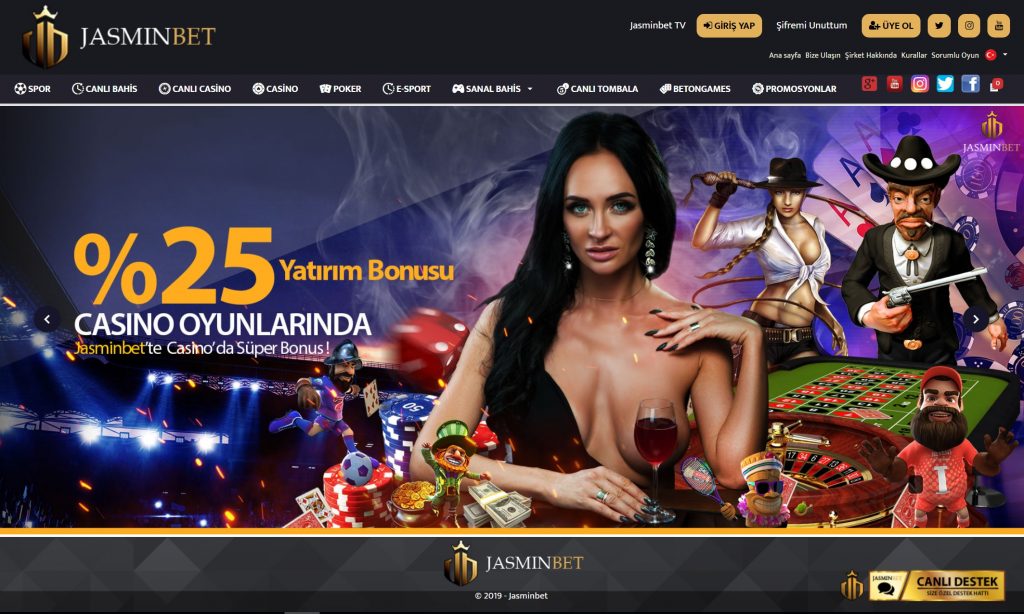 JASMINBET
Jasminbet TV GİRİŞ YAP Şifremi Unuttum ÜYE OL
Ana sayfa Bize Ulaşın Şirket Hakkında Kurallar Sorumlu Oyun
SPOR CANLI BAHİS CANLI CASİNO CASİNO POKER E-SPORT SANAL BAHİS CANLI TOMBALA BETONGAMES PROMOSYONLAR 0
JASMINBET
%25 Yatırım Bonusu
CASINO OYUNLARINDA
Jasminbet'te Casino'da Süper Bonus!
JASMINBET
© 2019 - Jasminbet
JASMINBET
CANLI DESTEK
SİZE ÖZEL DESTEK HATTI